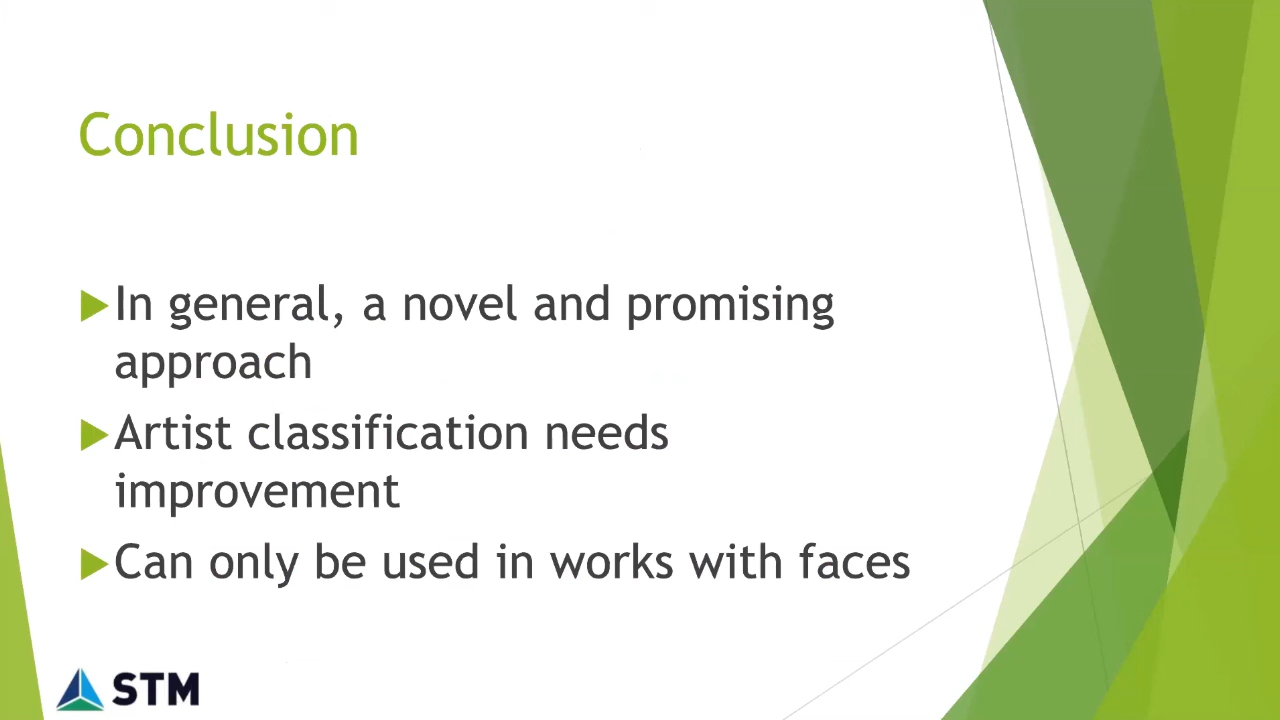 Conclusion
In general, a novel and promising
approach
Artist classification needs
improvement
Can only be used in works with faces
STM